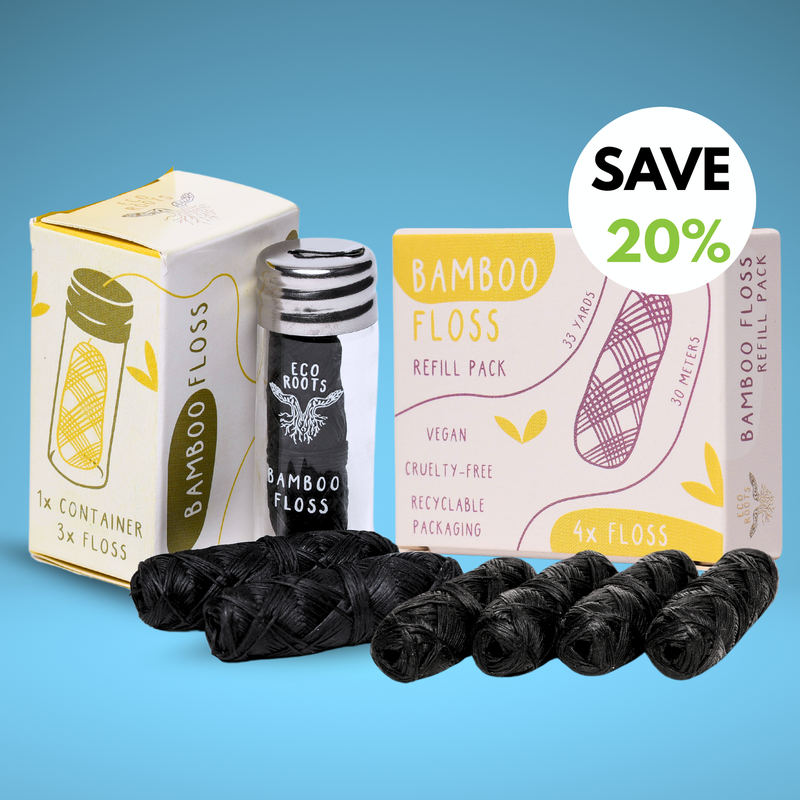 SAVE
20%
ECO
ROOTS
1x CONTAINER
3x FLOSS
BAMBOO FLOSS
ECO
ROOTS
BAMBOO
FLOSS
BAMBOO
FLOSS
REFILL PACK
33 YARDS
30 METERS
VEGAN
CRUELTY-FREE
RECYCLABLE
PACKAGING
4x FLOSS
BAMBOO FLOSS
REFILL PACK
ECO
ROOTS